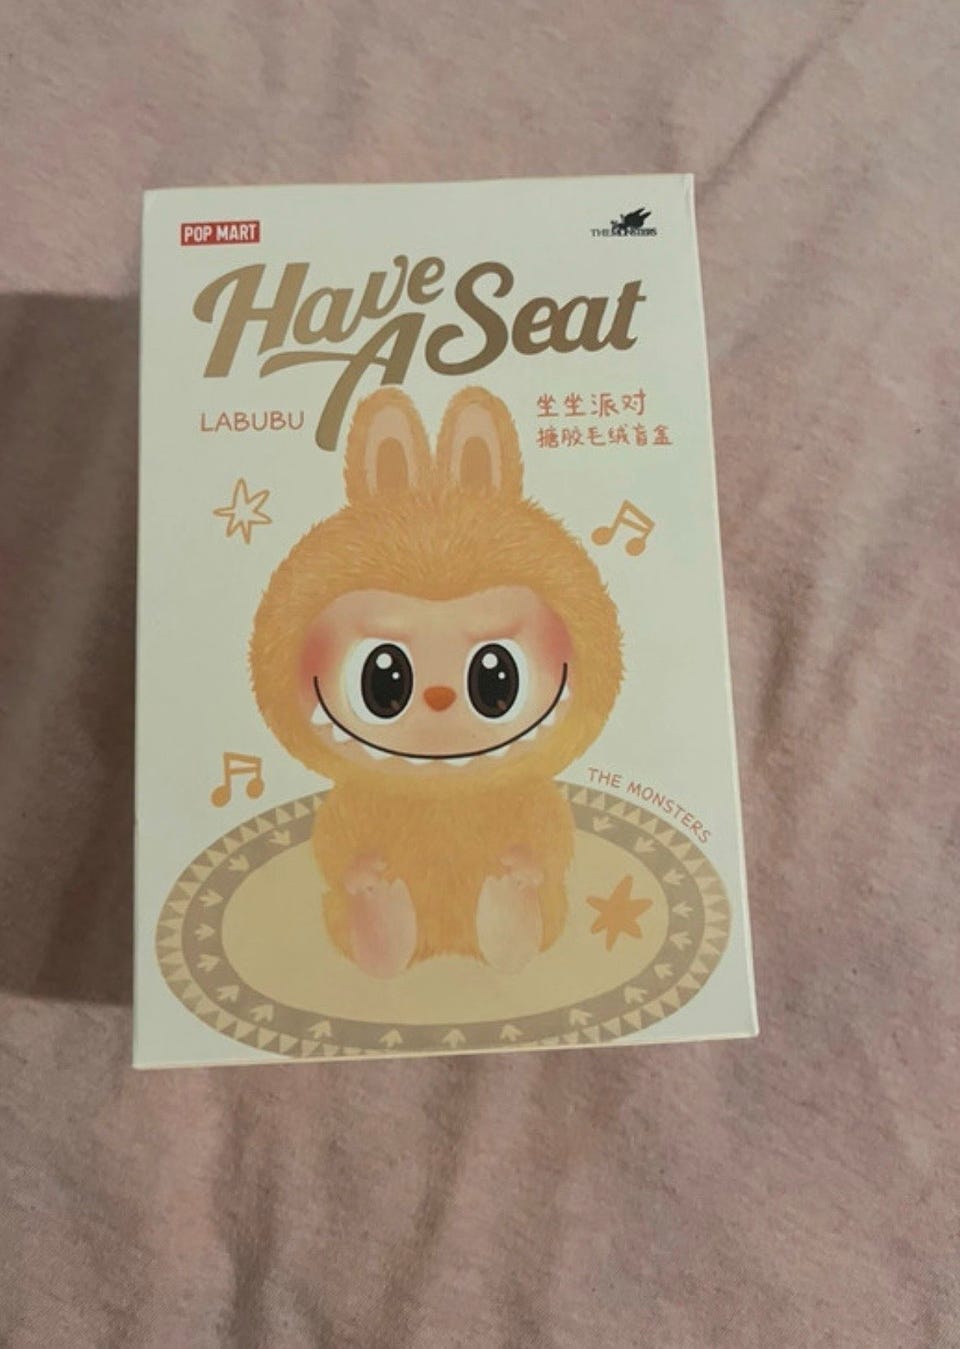 POP MART
THE MONSTERS
Have
A Seat
LABUBU
坐坐派对
搪胶毛绒盲盒
THE MONSTERS